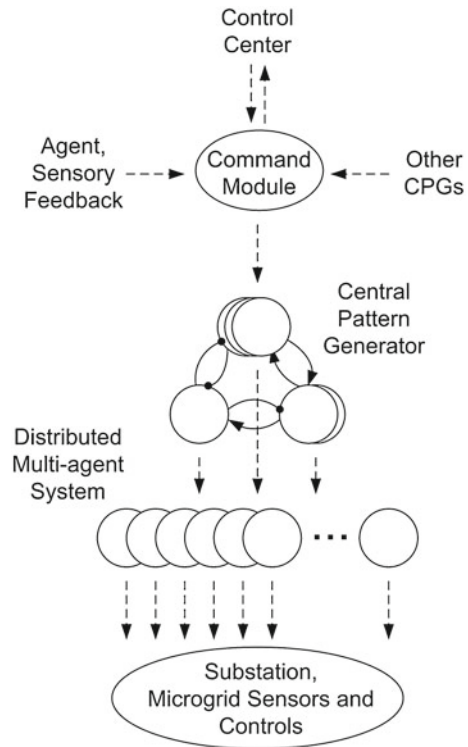 Control
Center
Agent,
Sensory
Feedback
Command
Module
Other
CPGs
Central
Pattern
Generator
Distributed
Multi-agent
System
Substation,
Microgrid Sensors and
Controls